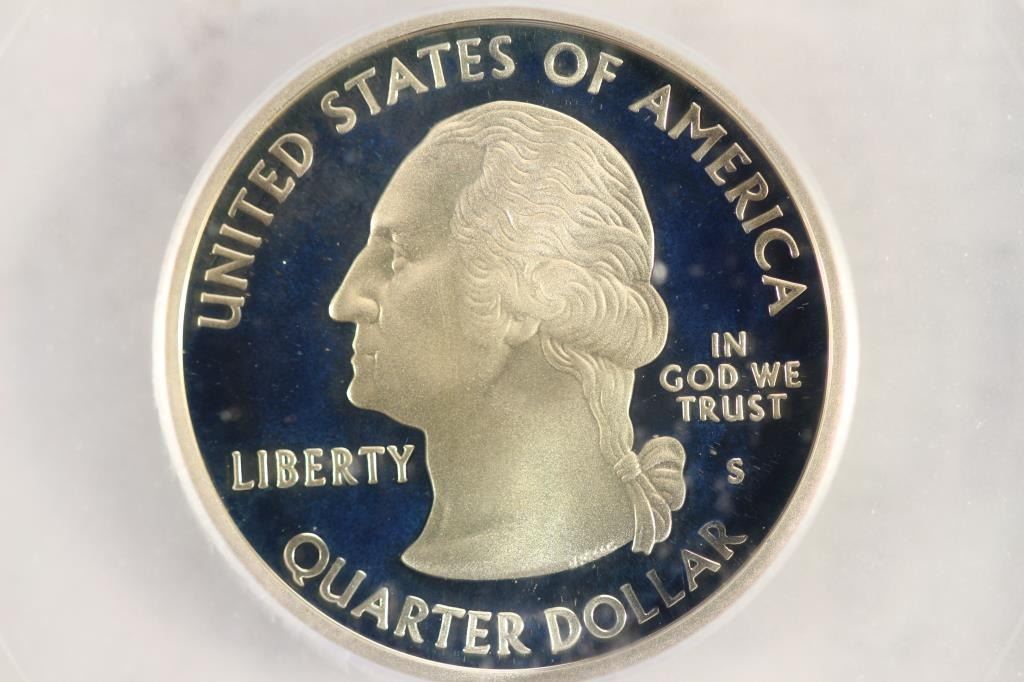 UNITED STATES OF AMERICA
LIBERTY
IN
GOD WE
TRUST
S
QUARTER DOLLAR